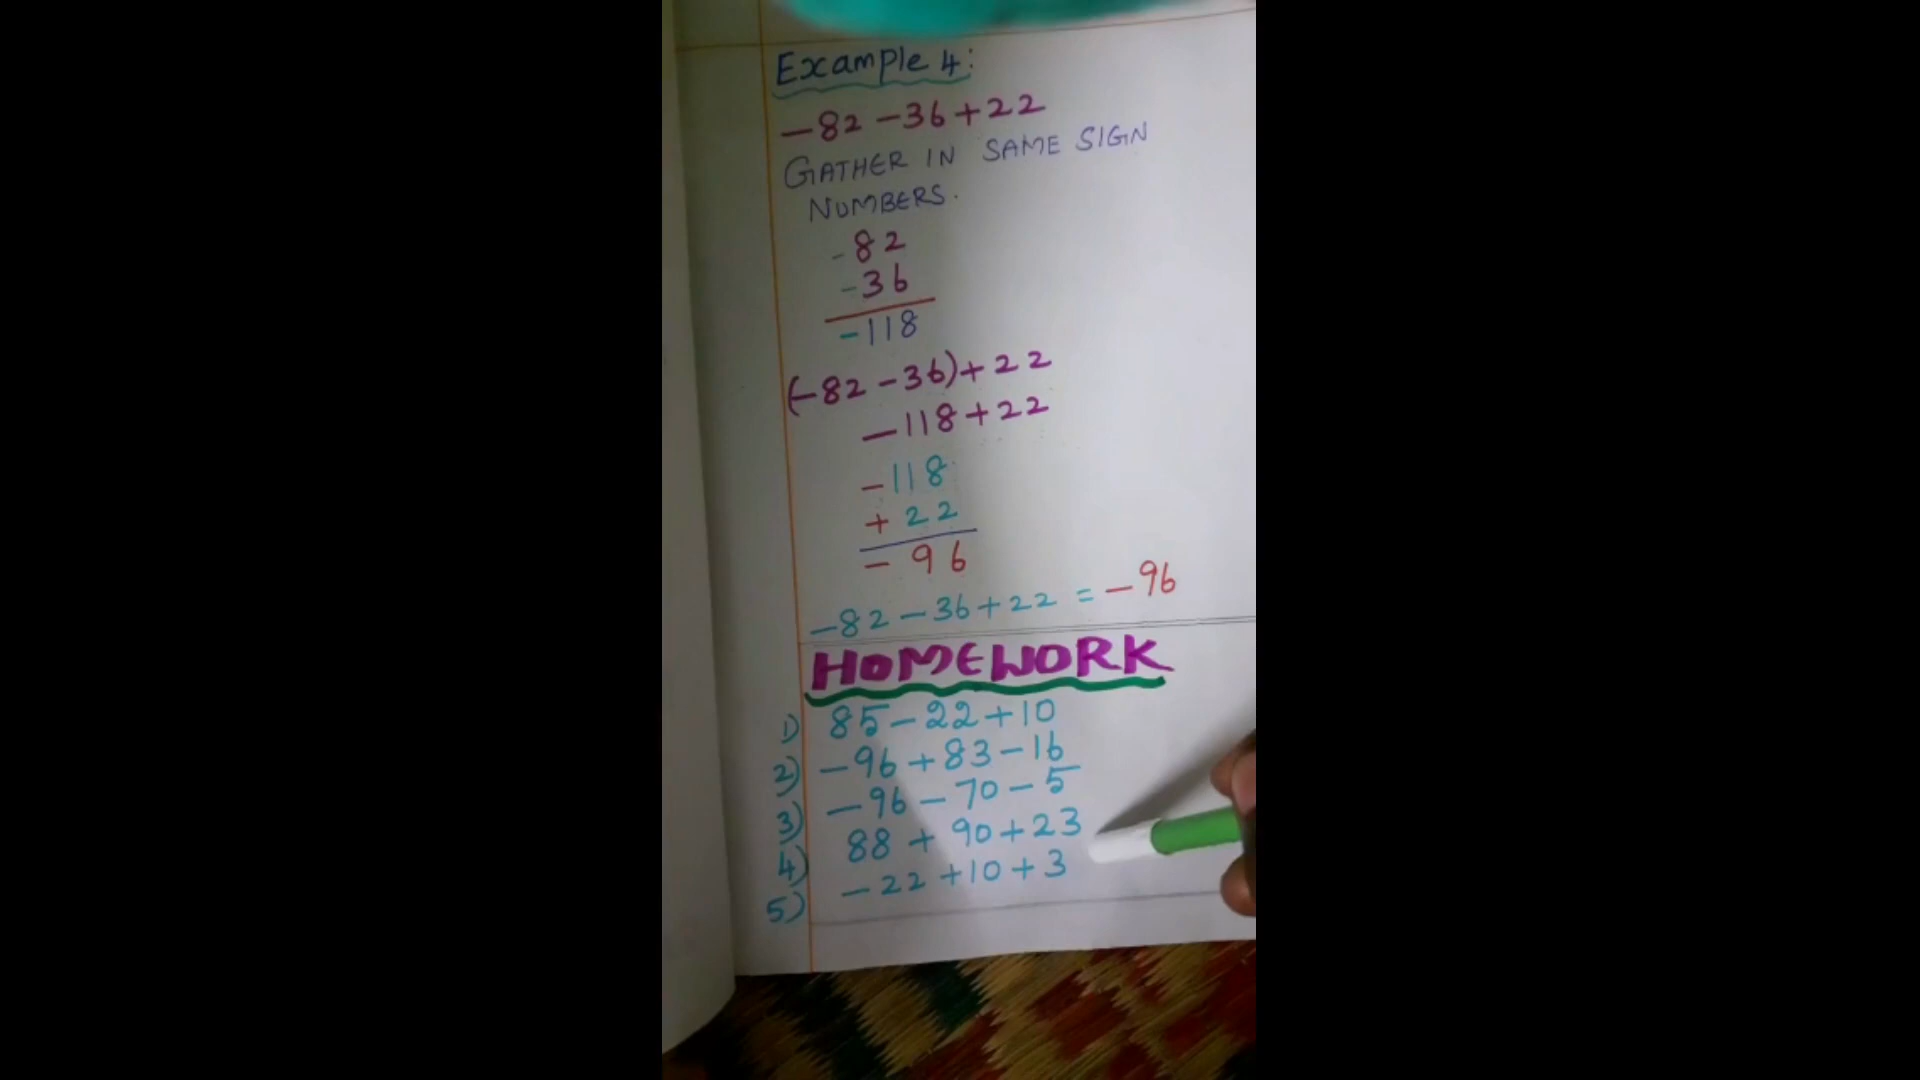 Example 4:
-82-36+22
GATHER IN SAME SIGN
NUMBERS.
-82
-36
-118
(-82-36)+22
-118+22
-118
+22
-96
-82-36+22 = -96
HOMEWORK
1) 85-22+10
2) -96+83-16
3) -96-70-5
4) 88+90+23
5) -22+10+3